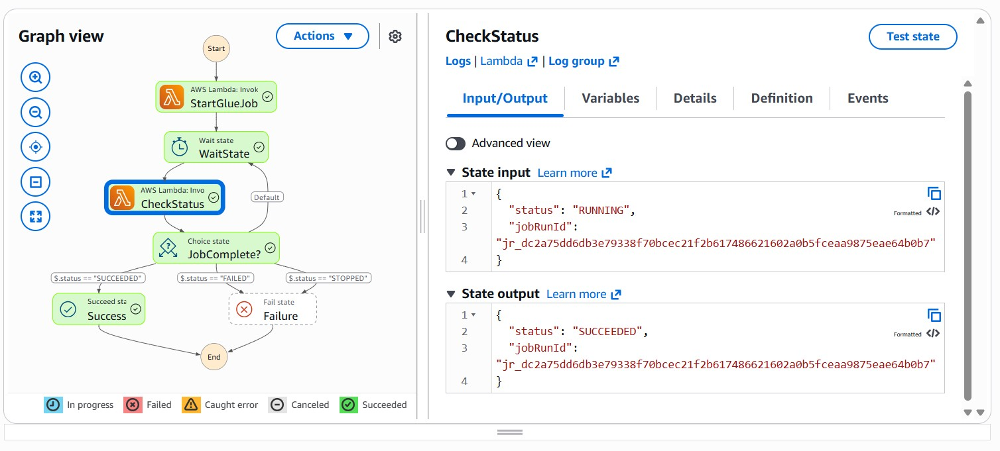 Graph view
Actions
Start
AWS Lambda: Invok
StartGlueJob
Wait state
WaitState
AWS Lambda: Invo
CheckStatus
Default
Choice state
JobComplete?
$.status == "SUCCEEDED"
$.status == "FAILED"
$.status == "STOPPED"
Succeed sta
Success
Fail state
Failure
End
In progress
Failed
Caught error
Canceled
Succeeded
CheckStatus
Test state
Logs | Lambda | Log group
Input/Output
Variables
Details
Definition
Events
Advanced view
State input Learn more
1 {
2 "status": "RUNNING",
Formatted </>
3 "jobRunId":
"jr_dc2a75dd6db3e79338f70bcec21f2b617486621602a0b5fceaa9875eae64b0b7"
4 }
State output Learn more
1 {
2 "status": "SUCCEEDED",
Formatted </>
3 "jobRunId":
"jr_dc2a75dd6db3e79338f70bcec21f2b617486621602a0b5fceaa9875eae64b0b7"
4 }